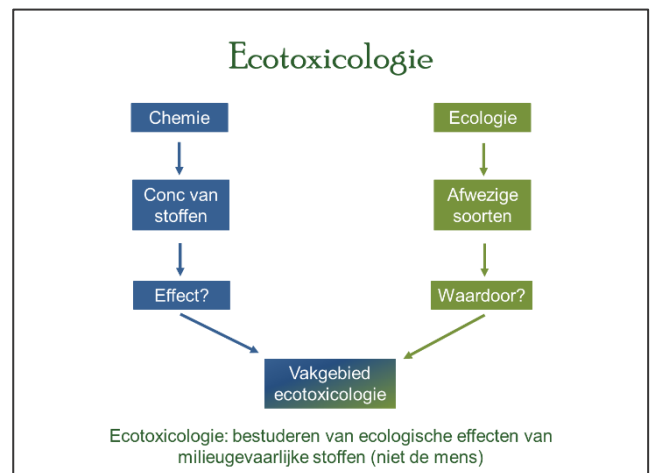 Ecotoxicologie
Chemie
Ecologie
Conc van
stoffen
Afwezige
soorten
Effect?
Waardoor?
Vakgebied
ecotoxicologie
Ecotoxicologie: bestuderen van ecologische effecten van
milieugevaarlijke stoffen (niet de mens)